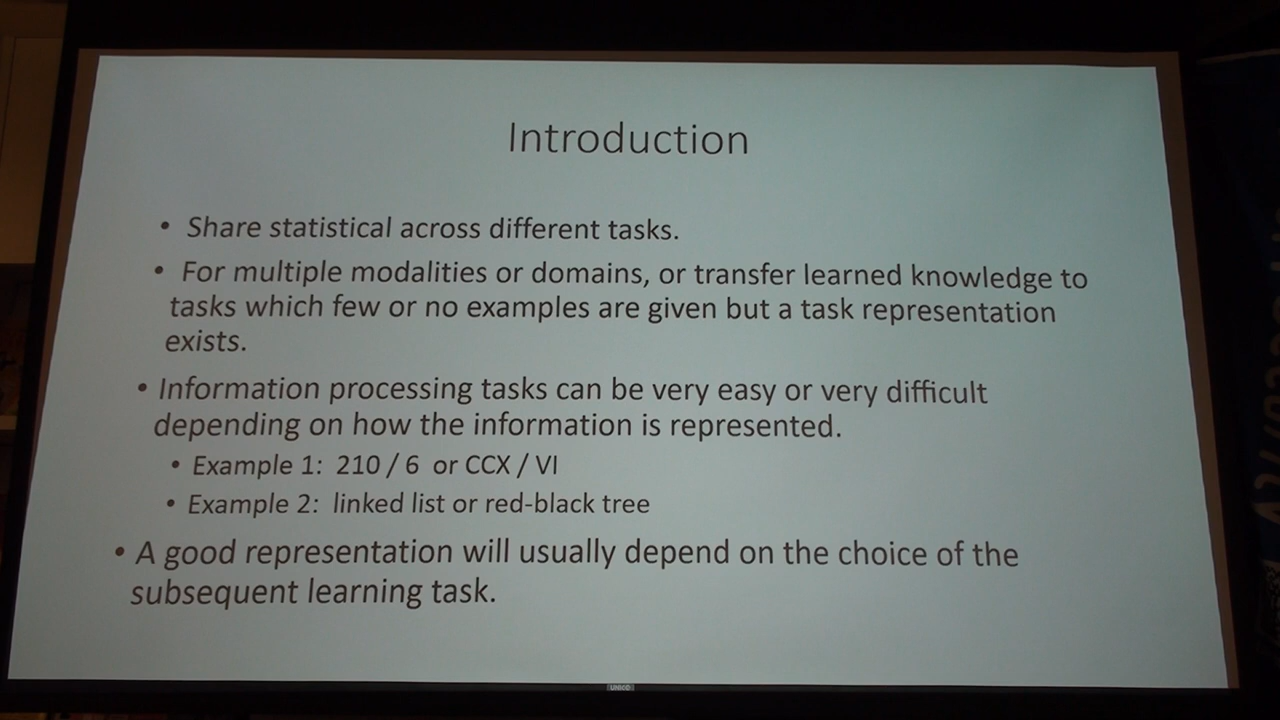 Introduction
• Share statistical across different tasks.
• For multiple modalities or domains, or transfer learned knowledge to
tasks which few or no examples are given but a task representation
exists.
• Information processing tasks can be very easy or very difficult
depending on how the information is represented.
• Example 1: 210 / 6 or CCX / VI
• Example 2: linked list or red-black tree
• A good representation will usually depend on the choice of the
subsequent learning task.